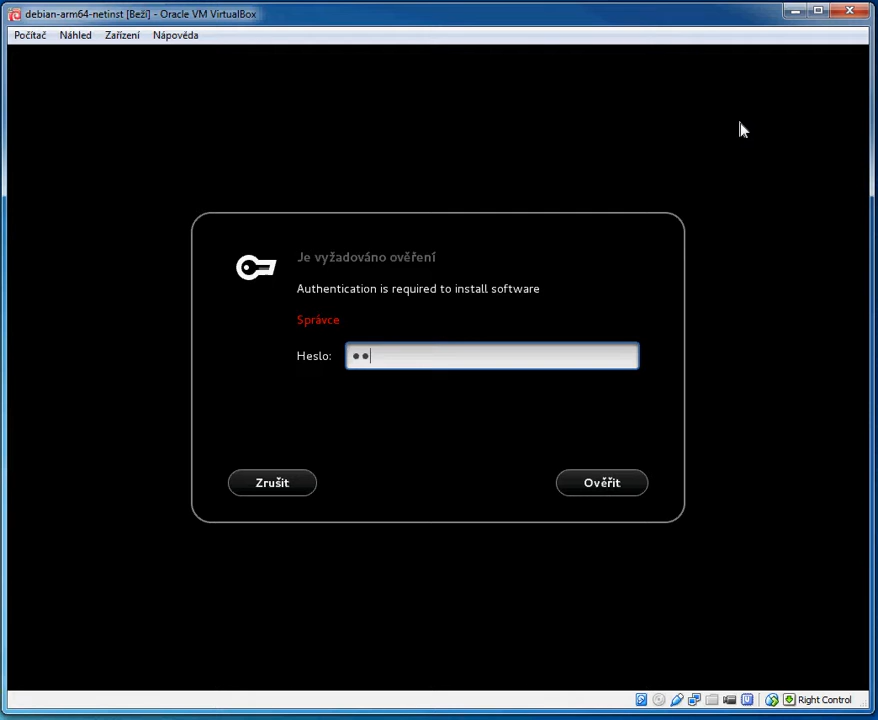 debian-arm64-netinst [Beží] - Oracle VM VirtualBox
Počítač Náhled Zařízení Nápověda
Je vyžadováno ověření
Authentication is required to install software
Správce
Heslo: ●●
Zrušit Ověřit
Right Control